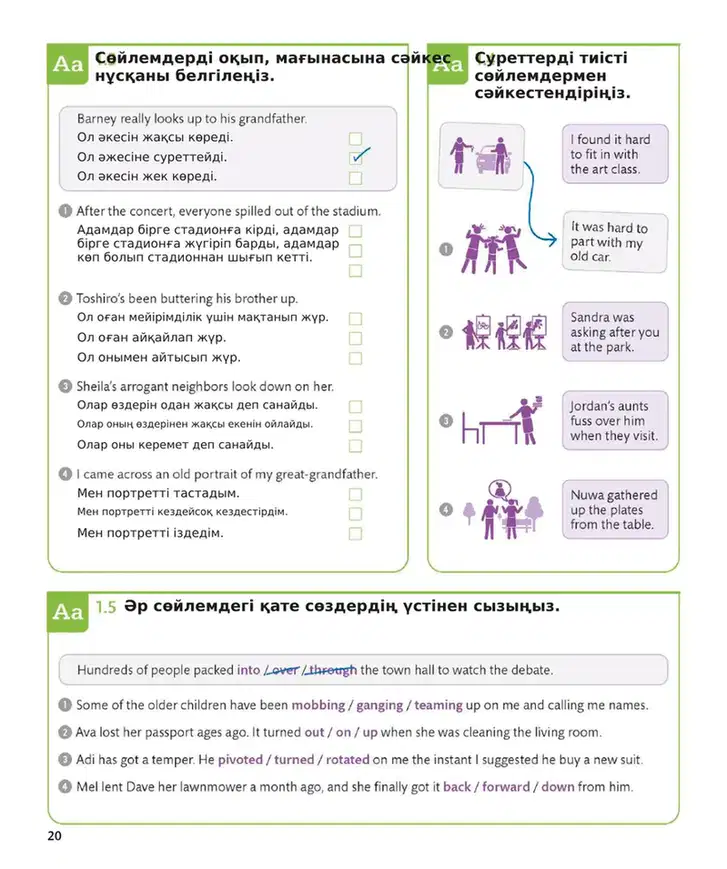 Aa
Сөйлемдерді оқып, мағынасына сәйкес
нұсқаны белгілеңіз.
Barney really looks up to his grandfather.
Ол әкесін жақсы көреді.
Ол әжесіне суреттейді.
Ол әкесін жек көреді.
1 After the concert, everyone spilled out of the stadium.
Адамдар бірге стадионға кірді, адамдар
бірге стадионға жүгіріп барды, адамдар
көп болып стадионнан шығып кетті.
2 Toshiro's been buttering his brother up.
Ол оған мейірімділік үшін мақтанып жүр.
Ол оған айқайлап жүр.
Ол онымен айтысып жүр.
3 Sheila's arrogant neighbors look down on her.
Олар өздерін одан жақсы деп санайды.
Олар оның өздерінен жақсы екенін ойлайды.
Олар оны керемет деп санайды.
4 I came across an old portrait of my great-grandfather.
Мен портретті тастадым.
Мен портретті кездейсоқ кездестірдім.
Мен портретті іздедім.
Aa
Суреттерді тиісті
сөйлемдермен
сәйкестендіріңіз.
I found it hard
to fit in with
the art class.
It was hard to
part with my
old car.
1
2
Sandra was
asking after you
at the park.
3
Jordan's aunts
fuss over him
when they visit.
4
Nuwa gathered
up the plates
from the table.
Aa
1.5 Әр сөйлемдегі қате сөздердің үстінен сызыңыз.
Hundreds of people packed into / over / through the town hall to watch the debate.
1 Some of the older children have been mobbing / ganging / teaming up on me and calling me names.
2 Ava lost her passport ages ago. It turned out / on / up when she was cleaning the living room.
3 Adi has got a temper. He pivoted / turned / rotated on me the instant I suggested he buy a new suit.
4 Mel lent Dave her lawnmower a month ago, and she finally got it back / forward / down from him.
20